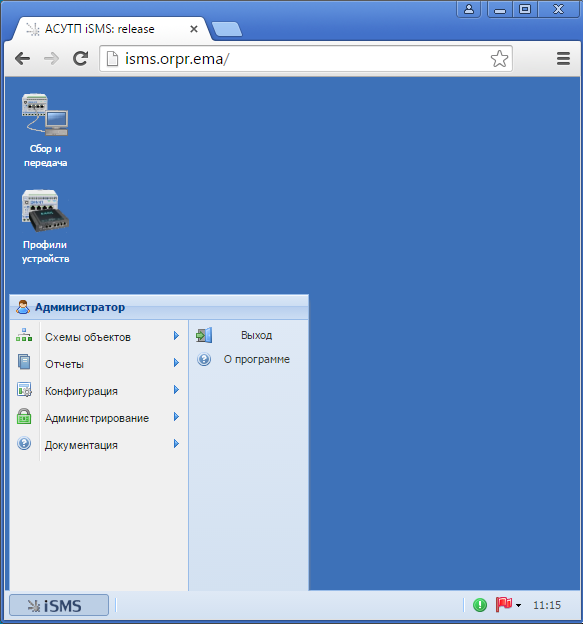 АСУТП iSMS: release
isms.orpr.ema/
Сбор и
передача
Профили
устройств
Администратор
Схемы объектов
Отчеты
Конфигурация
Администрирование
Документация
Выход
О программе
iSMS
11:15